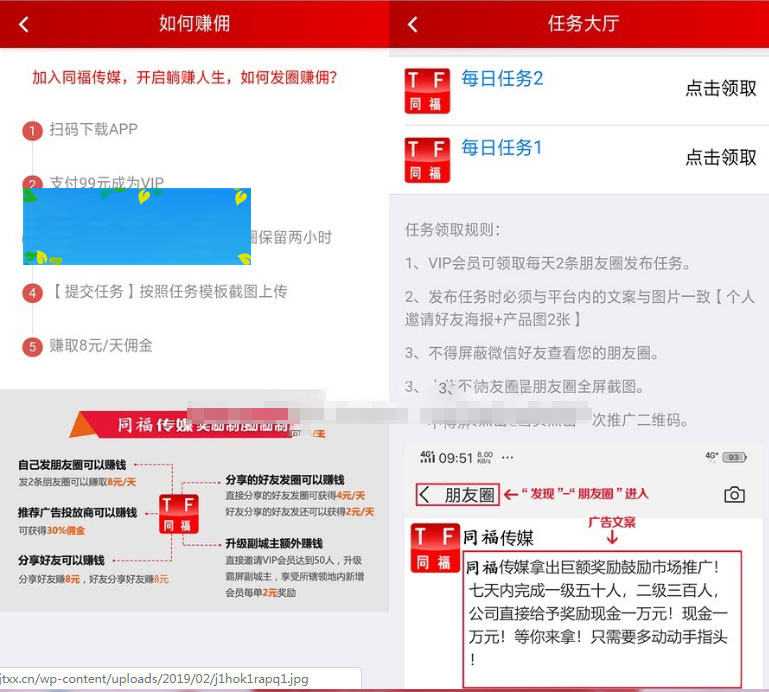 如何赚佣
加入同福传媒，开启躺赚人生，如何发圈赚佣？
1 扫码下载APP
2 支付99元成为VIP
圈保留两小时
4 【提交任务】按照任务模板截图上传
5 赚取8元/天佣金
同福传媒奖励制
自己发朋友圈可以赚钱
发2条朋友圈可以赚取8元/天
推荐广告投放商可以赚钱
可获得30%佣金
分享好友可以赚钱
分享好友赚8元，好友分享好友赚8元
TF
同福
分享的好友发圈可以赚钱
直接分享的好友发圈可获得4元/天
好友分享的好友发还可以获得2元/天
升级副城主额外赚钱
直接邀请VIP会员达到50人，升级
霸屏副城主，享受所辖领地内新增
会员每单2元奖励
jtxx.cn/wp-content/uploads/2019/02/j1hok1rapq1.jpg
任务大厅
TF
同福
每日任务2
点击领取
TF
同福
每日任务1
点击领取
任务领取规则：
1、VIP会员可领取每天2条朋友圈发布任务。
2、发布任务时必须与平台内的文案与图片一致【个人
邀请好友海报+产品图2张】
3、不得屏蔽微信好友查看您的朋友圈。
3、
朋友圈全屏截图。
一次推广二维码。
4G 09:51 8.00 KB/s ···
4G+ 93
朋友圈
“发现”-“朋友圈”进入
广告文案
TF
同福
同福传媒
同福传媒拿出巨额奖励鼓励市场推广！
七天内完成一级五十人，二级三百人，
公司直接给予奖励现金一万元！现金一
万元！等你来拿！只需要多动动手指头
！